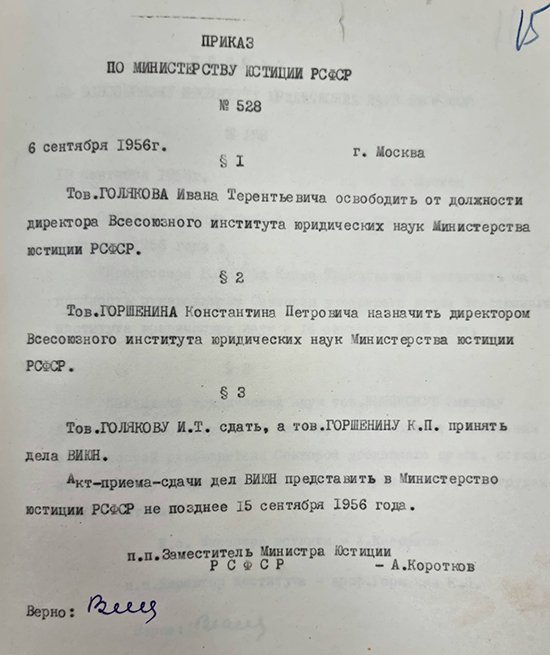 15
ПРИКАЗ
ПО МИНИСТЕРСТВУ ЮСТИЦИИ РСФСР
№ 528
6 сентября 1956г.
г. Москва
§ I
Тов.ГОЛЯКОВА Ивана Терентьевича освободить от должности
директора Всесоюзного института юридических наук Министерства
юстиции РСФСР.
§ 2
Тов.ГОРШЕНИНА Константина Петровича назначить директором
Всесоюзного института юридических наук Министерства юстиции
РСФСР.
§ 3
Тов.ГОЛЯКОВУ И.Т. сдать, а тов.ГОРШЕНИНУ К.П. принять
дела ВИЮН.
Акт-приема-сдачи дел ВИЮН представить в Министерство
юстиции РСФСР не позднее 15 сентября 1956 года.
п.п.Заместитель Министра Юстиции
Р С Ф С Р - А.Коротков
Верно: